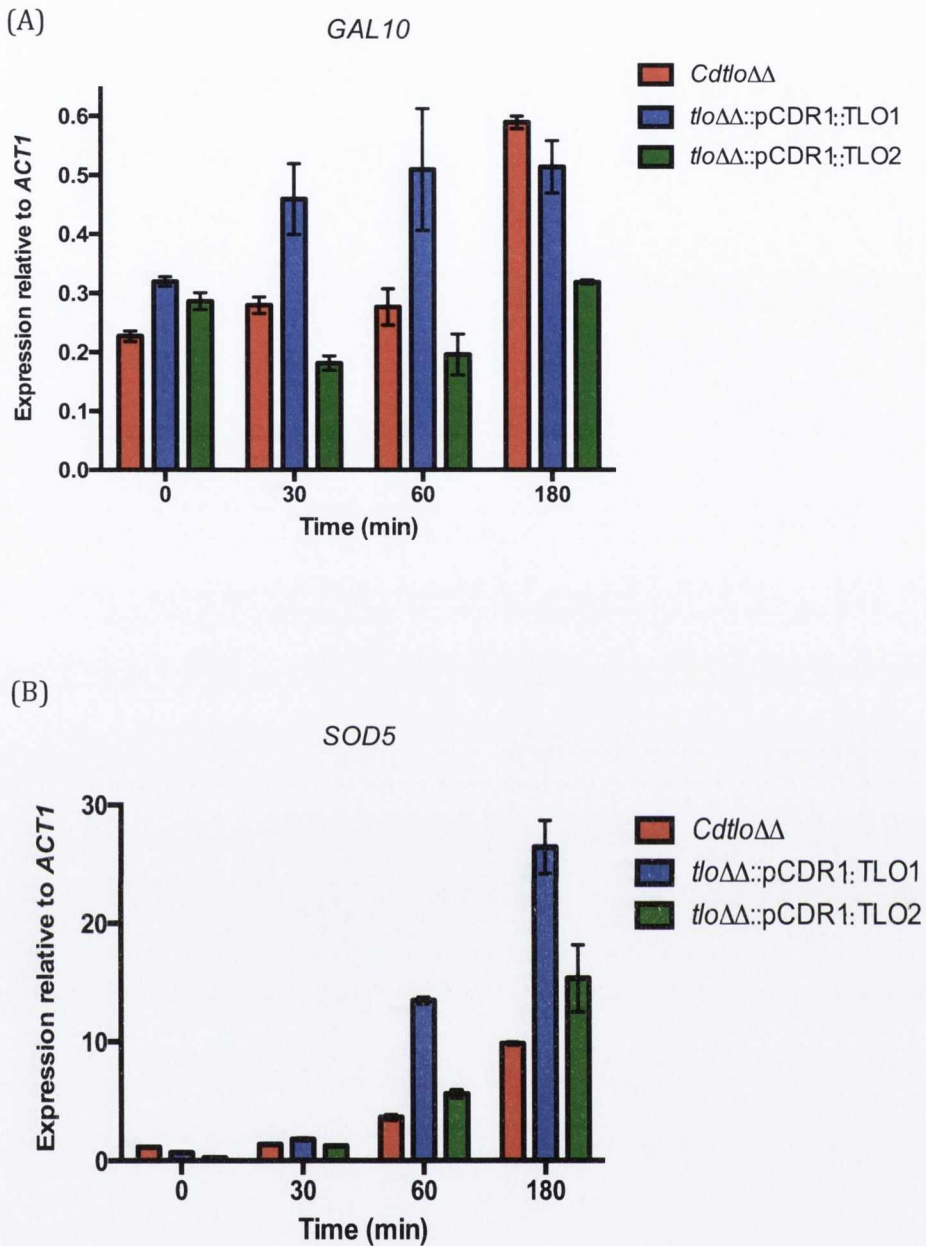 (A)
GAL10
Expression relative to ACT1
0.6
0.5
0.4
0.3
0.2
0.1
0.0
0 30 60 180
Time (min)
CdtloΔΔ
tloΔΔ::pCDR1::TLO1
tloΔΔ::pCDR1::TLO2
(B)
SOD5
Expression relative to ACT1
30
20
10
0
0 30 60 180
Time (min)
CdtloΔΔ
tloΔΔ::pCDR1::TLO1
tloΔΔ::pCDR1::TLO2